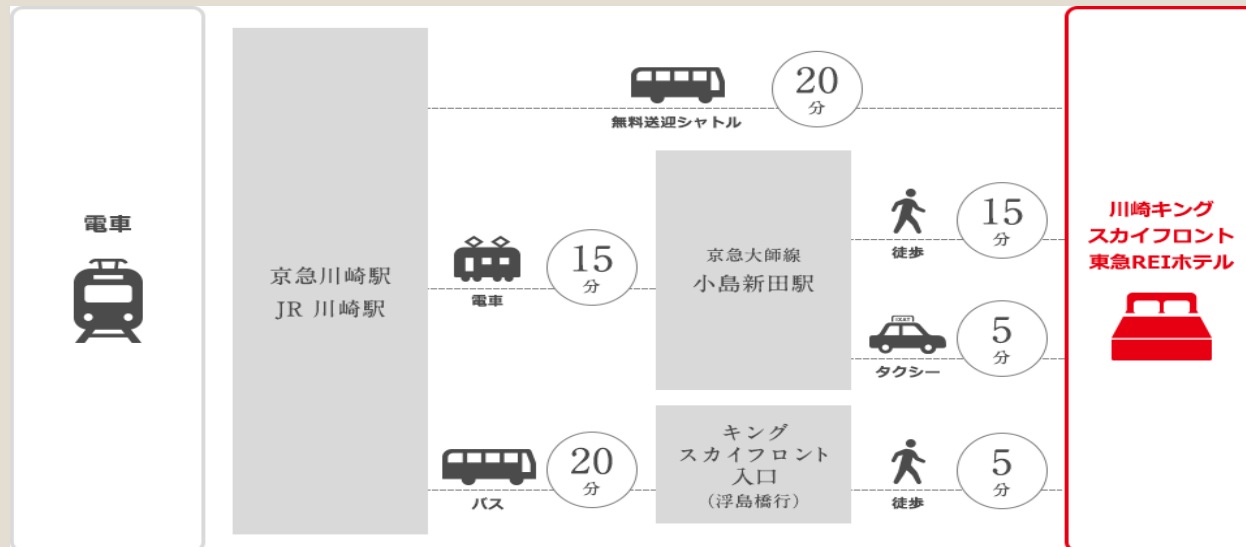 電車
京急川崎駅
JR 川崎駅
20
分
無料送迎シャトル
15
分
電車
京急大師線
小島新田駅
15
分
徒歩
TAXI
5
分
タクシー
20
分
バス
キング
スカイフロント
入口
(浮島橋行)
5
分
徒歩
川崎キング
スカイフロント
東急REIホテル